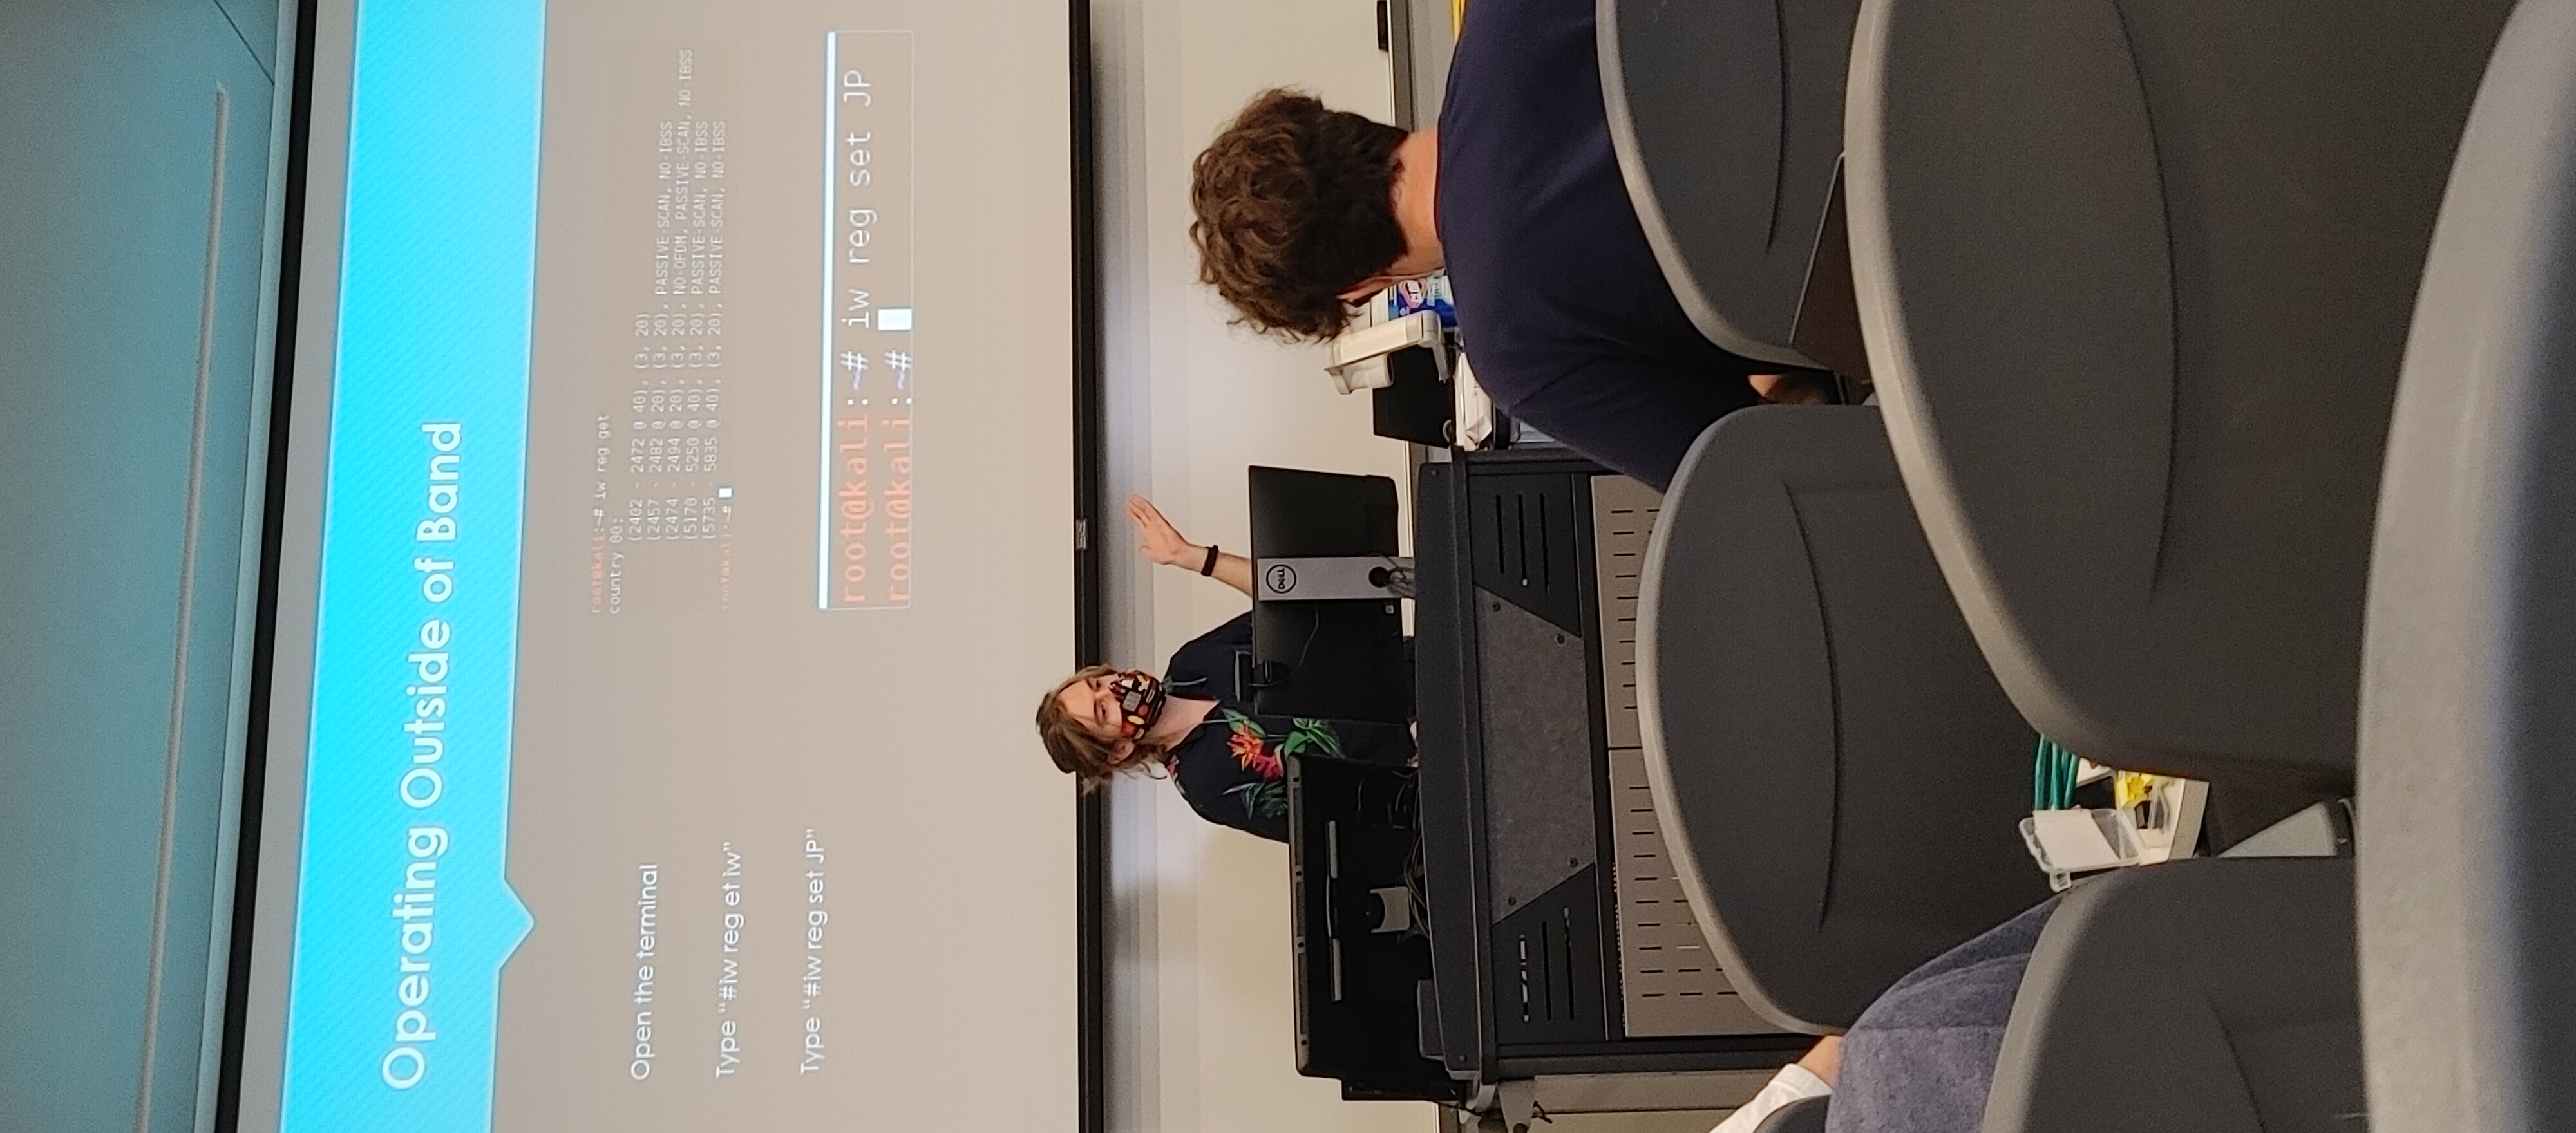 Operating Outside of Band
Open the terminal
Type “#iw reg et iw”
Type “#iw reg set JP”
root@kali:~# iw reg get
country 00:
(2402 - 2472 @ 40), (3, 20)
(2457 - 2482 @ 20), (3, 20), PASSIVE-SCAN, NO-IBSS
(2474 - 2494 @ 20), (3, 20), NO-OFDM, PASSIVE-SCAN, NO-IBSS
(5170 - 5250 @ 40), (3, 20), PASSIVE-SCAN, NO-IBSS
(5735 - 5835 @ 40), (3, 20), PASSIVE-SCAN, NO-IBSS
root@kali:~#
root@kali:~# iw reg set JP
root@kali:~#
DELL